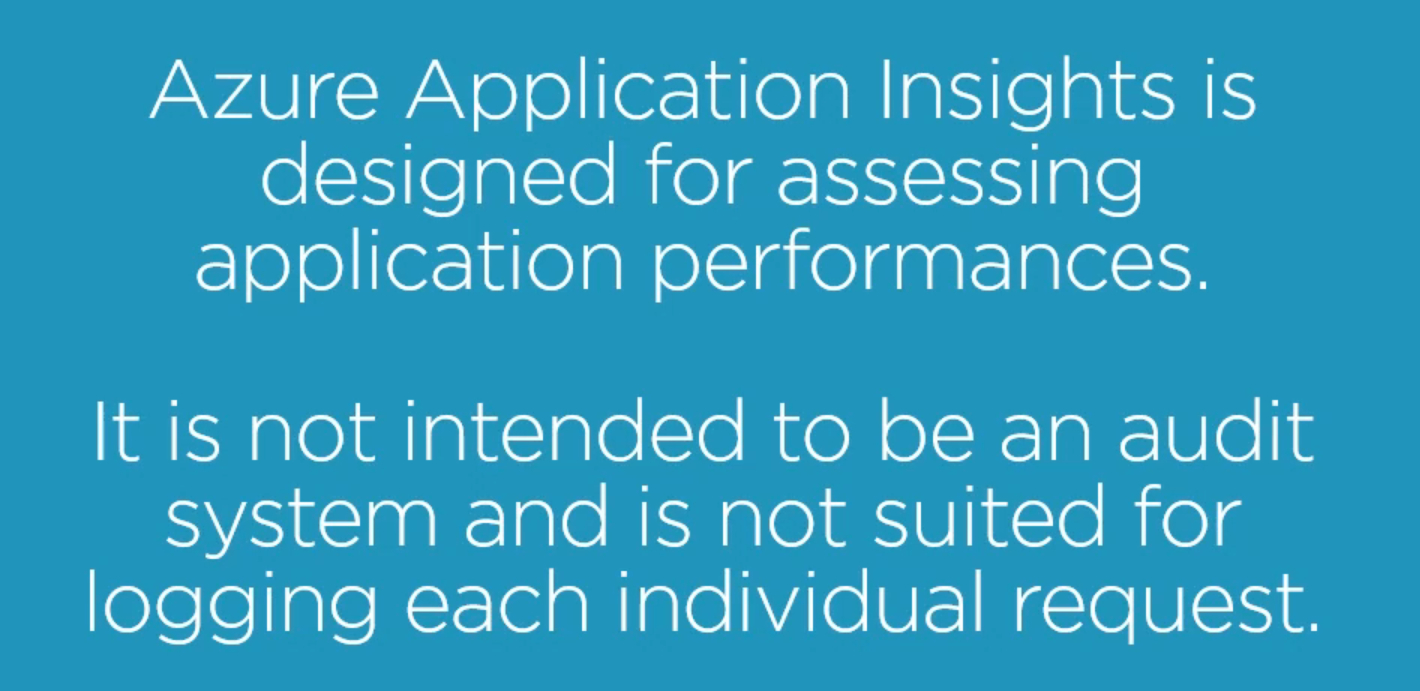 Azure Application Insights is
designed for assessing
application performances.
It is not intended to be an audit
system and is not suited for
logging each individual request.